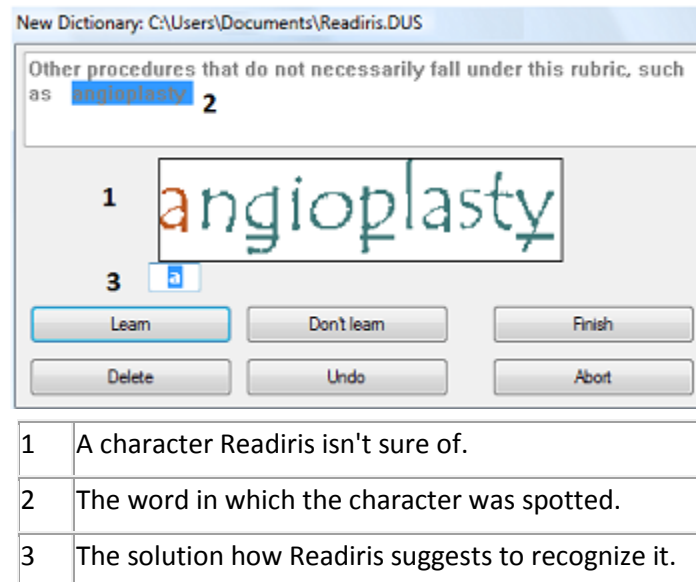 New Dictionary: C:\Users\Documents\Readiris.DUS
Other procedures that do not necessarily fall under this rubric, such
as angioplasty 2
1 angioplasty
3 a
Learn Don't learn Finish
Delete Undo Abort
1 A character Readiris isn't sure of.
2 The word in which the character was spotted.
3 The solution how Readiris suggests to recognize it.